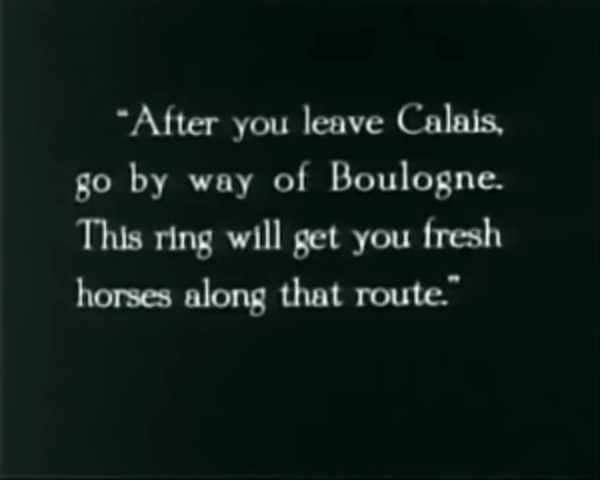 "After you leave Calais,
go by way of Boulogne.
This ring will get you fresh
horses along that route."